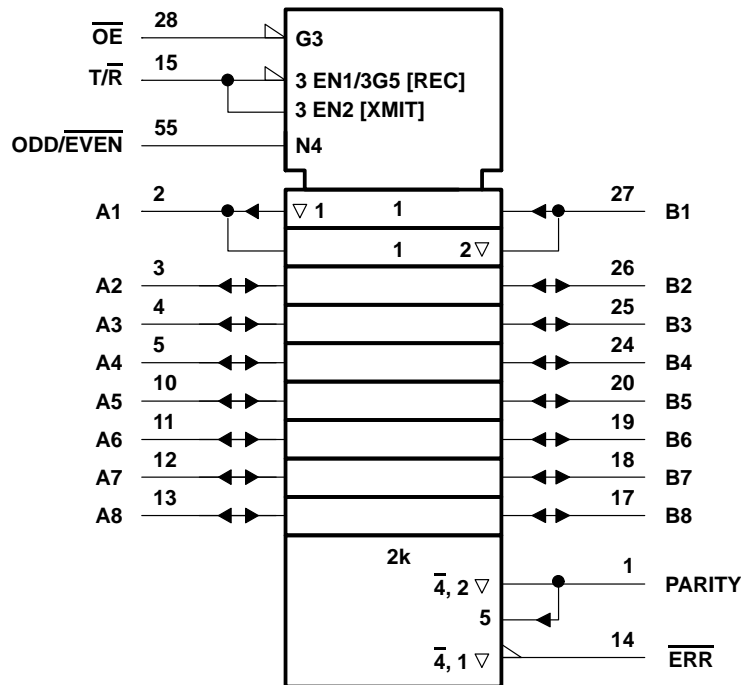 O̅E̅ 28 G3
T/R̅ 15 3 EN1/3G5 [REC]
3 EN2 [XMIT]
ODD/E̅V̅E̅N̅ 55 N4
A1 2 ▽ 1 1 27 B1
1 2 ▽
A2 3 26 B2
A3 4 25 B3
A4 5 24 B4
A5 10 20 B5
A6 11 19 B6
A7 12 18 B7
A8 13 17 B8
2k
4̅, 2 ▽ 1 PARITY
5
4̅, 1 ▽ 14 E̅R̅R̅